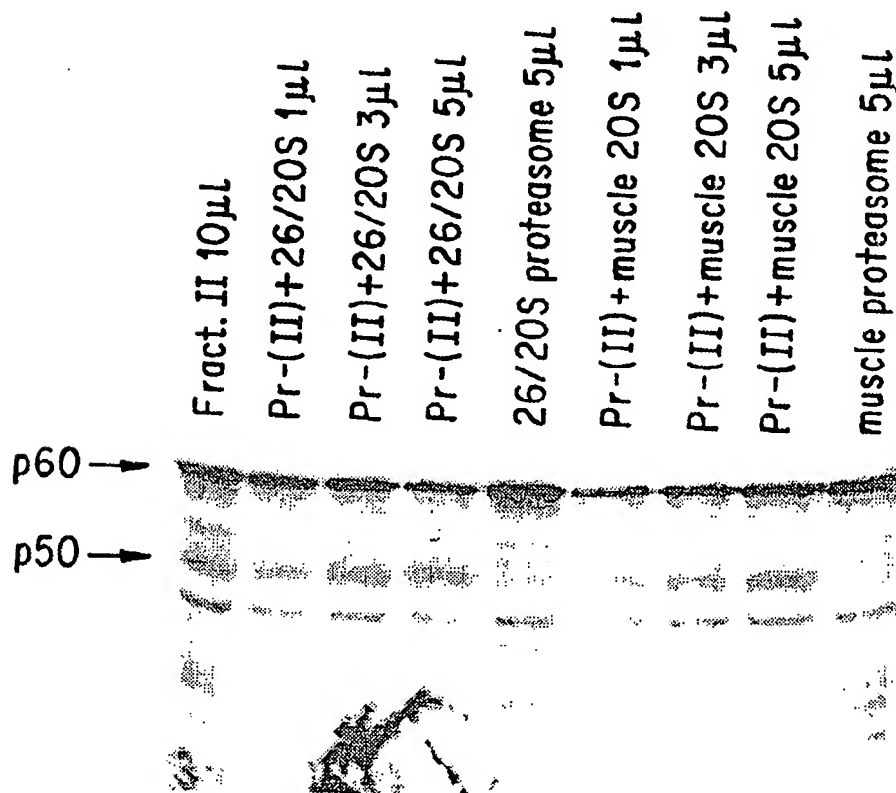 Fract. II 10µl
Pr-(II)+26/20S 1µl
Pr-(II)+26/20S 3µl
Pr-(II)+26/20S 5µl
26/20S proteasome 5µl
Pr-(II)+muscle 20S 1µl
Pr-(II)+muscle 20S 3µl
Pr-(II)+muscle 20S 5µl
muscle proteasome 5µl
p60
p50